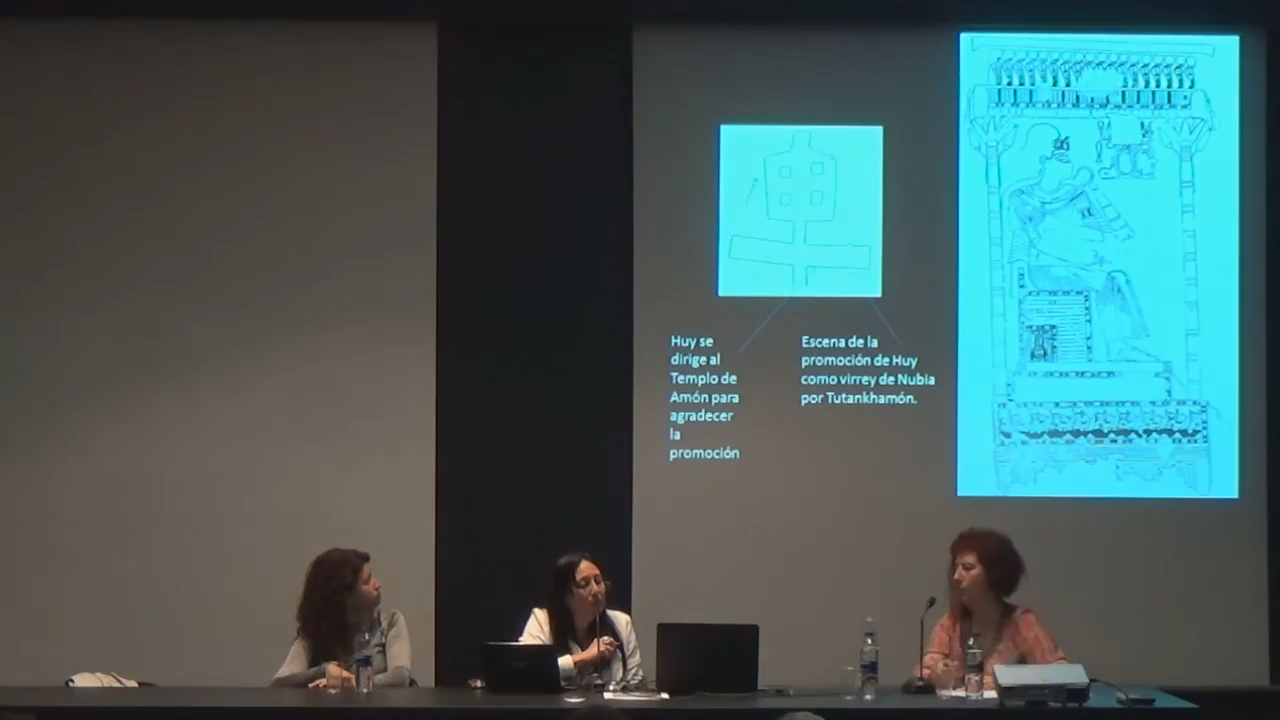 Huy se
dirige al
Templo de
Amón para
agradecer
la
promoción
Escena de la
promoción de Huy
como virrey de Nubia
por Tutankhamón.